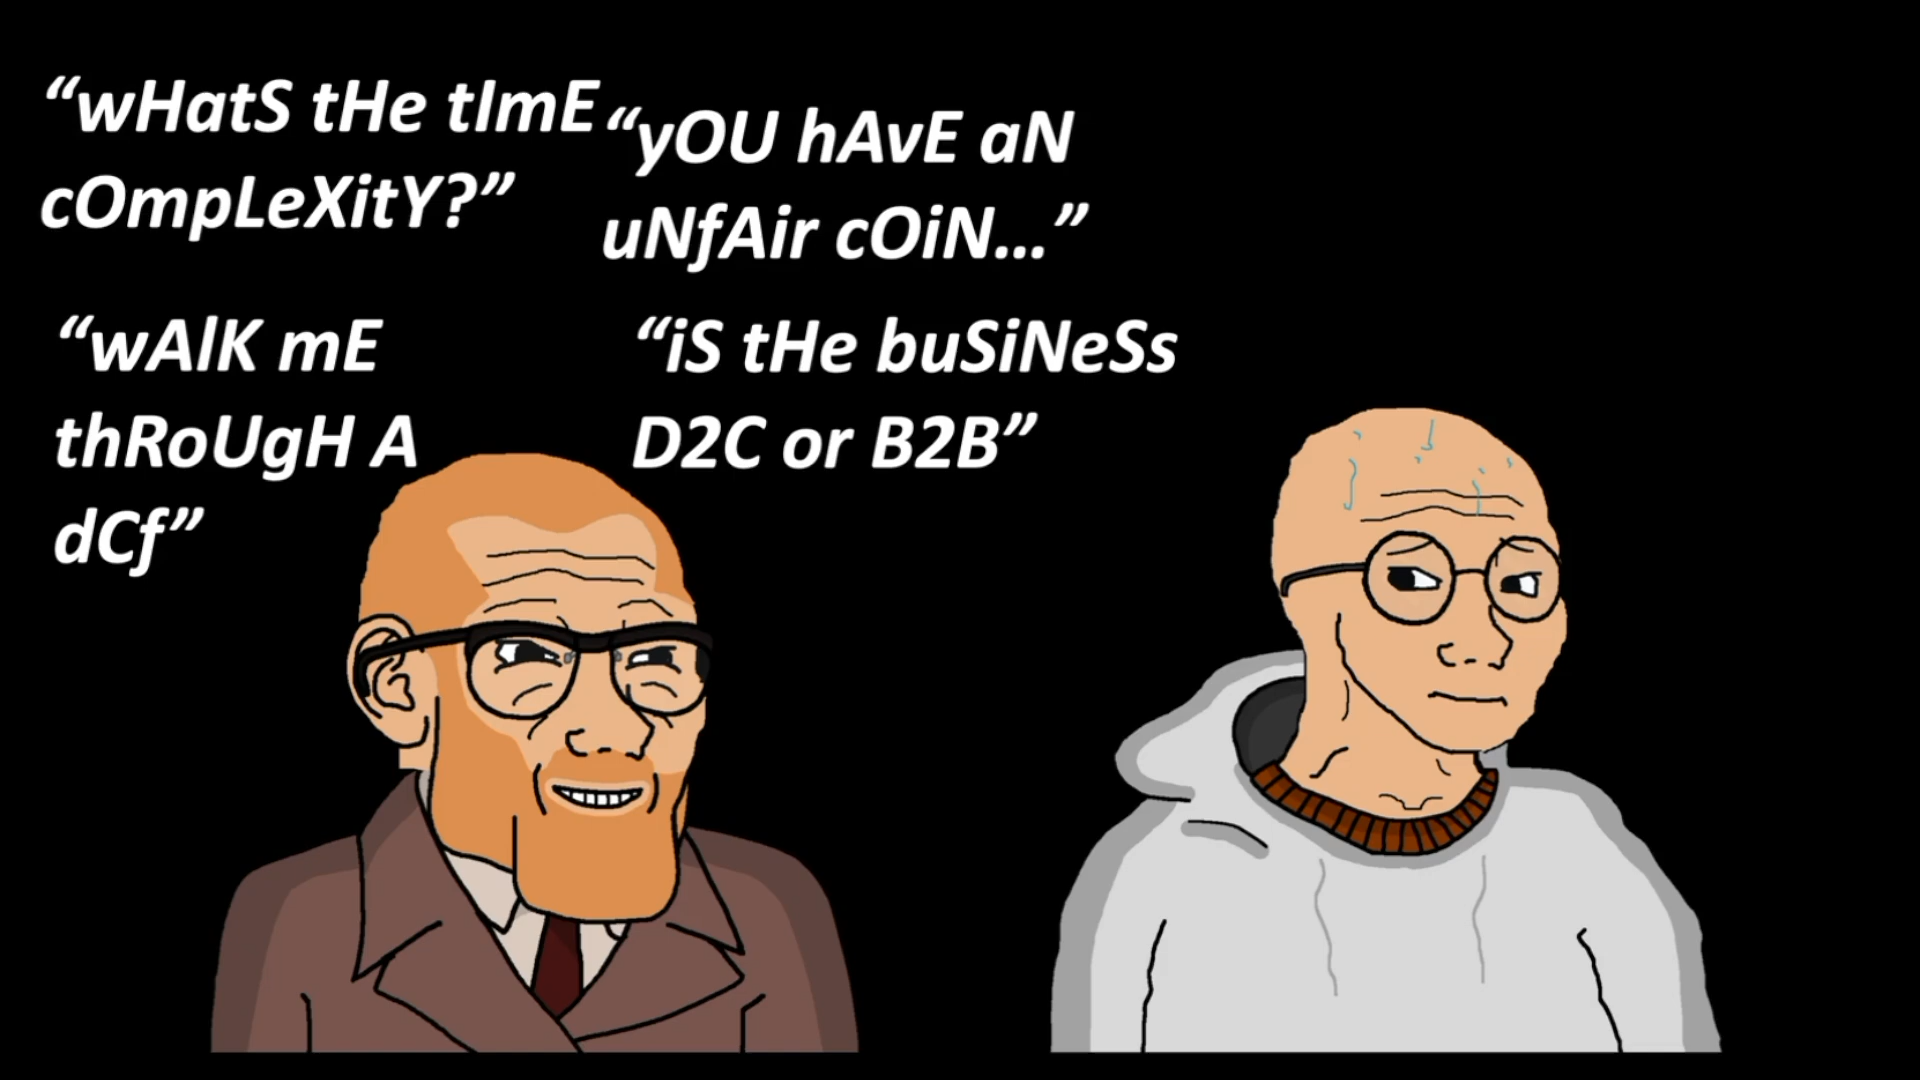 “wHatS tHe tImE
cOmpLeXitY?”
“yOU hAvE aN
uNfAir cOiN...”
“wAlK mE
thRoUgH A
dCf”
“iS tHe buSiNeSs
D2C or B2B”